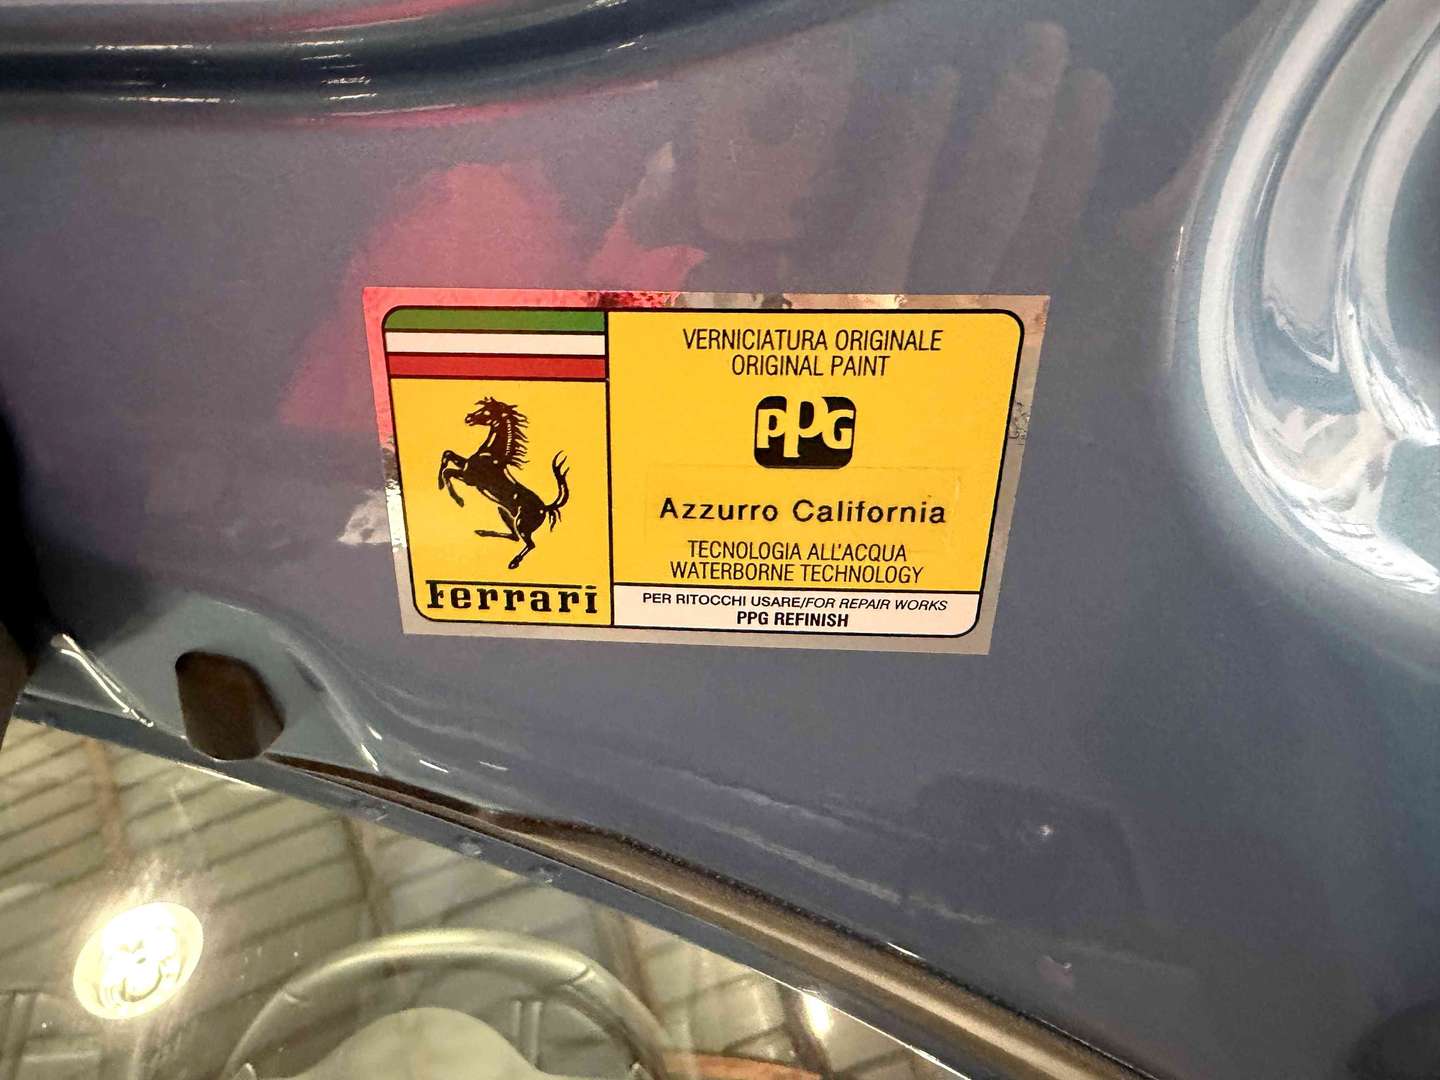 VERNICIATURA ORIGINALE
ORIGINAL PAINT
PPG
Azzurro California
TECNOLOGIA ALL'ACQUA
WATERBORNE TECHNOLOGY
Ferrari
PER RITOCCHI USARE/FOR REPAIR WORKS
PPG REFINISH